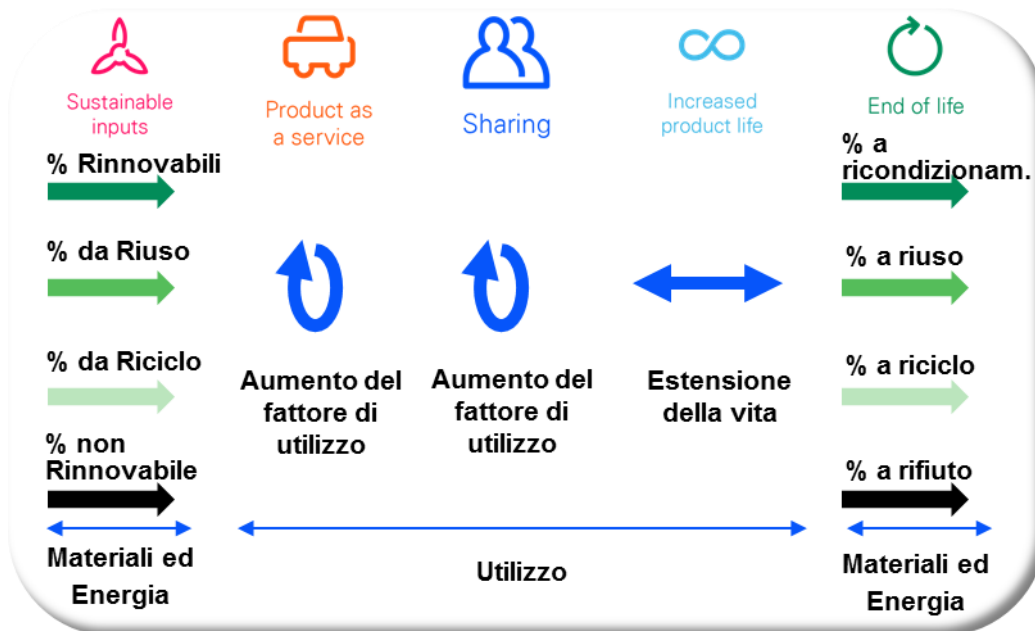 Sustainable
inputs
Product as
a service
Sharing
Increased
product life
End of life
% Rinnovabili
% da Riuso
% da Riciclo
% non
Rinnovabile
Aumento del
fattore di
utilizzo
Aumento del
fattore di
utilizzo
Estensione
della vita
% a
ricondizionam.
% a riuso
% a riciclo
% a rifiuto
Materiali ed
Energia
Utilizzo
Materiali ed
Energia